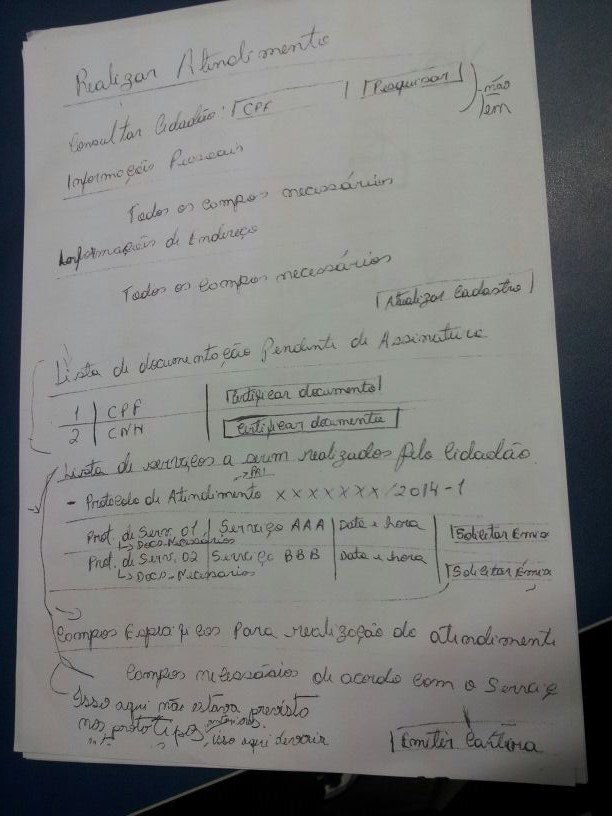 Realizar Atendimento
Consultar Cidadão: CPF Pesquisar não
tem
Informação Pessoais
Todos os campos necessários
Informações de Endereço
Todos os campos necessários
Atualizar Cadastro
Lista de documentação Pendente de Assinatura
1 CPF Certificar documento
2 CNH Certificar documento
Lista de serviços a serem realizados pelo Cidadão
- Protocolo de Atendimento XXXXXXX/2014-1
Prot. de Serv. 01 Serviço AAA Data e hora Solicitar Envio
↳ Docs-Necessários
Prot. de Serv. 02 Serviço BBB Data e hora Solicitar Envio
↳ Docs-Necessários
Campos Específicos Para realização do atendimento
Campos necessários de acordo com o Serviço
Isso aqui não estava previsto
nos protótipos anteriores, isso aqui deveria
Emitir Carteira